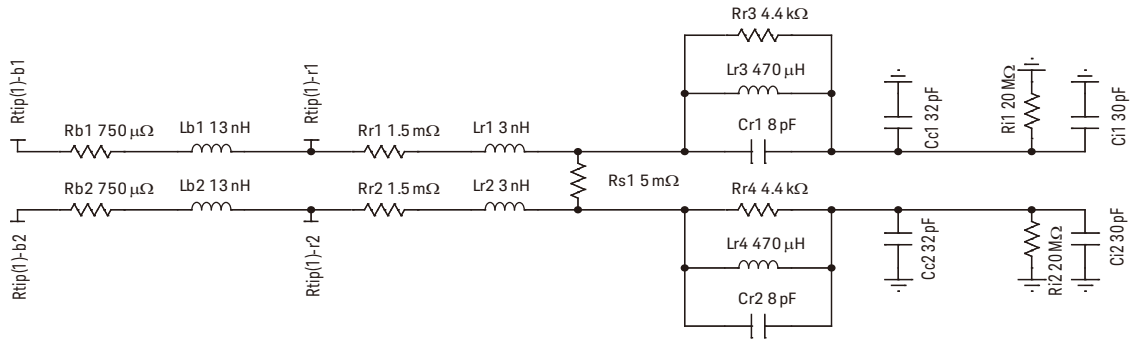 Rr3 4.4 kΩ
Lr3 470 µH
Cr1 8 pF
Rtip(1)-b1
Rtip(1)-r1
Rb1 750 µΩ
Lb1 13 nH
Rr1 1.5 mΩ
Lr1 3 nH
Cc1 32 pF
Ri1 20 MΩ
Ci1 30 pF
Rs1 5 mΩ
Rb2 750 µΩ
Lb2 13 nH
Rr2 1.5 mΩ
Lr2 3 nH
Rr4 4.4 kΩ
Lr4 470 µH
Cr2 8 pF
Rtip(1)-b2
Rtip(1)-r2
Cc2 32 pF
Ri2 20 MΩ
Ci2 30 pF